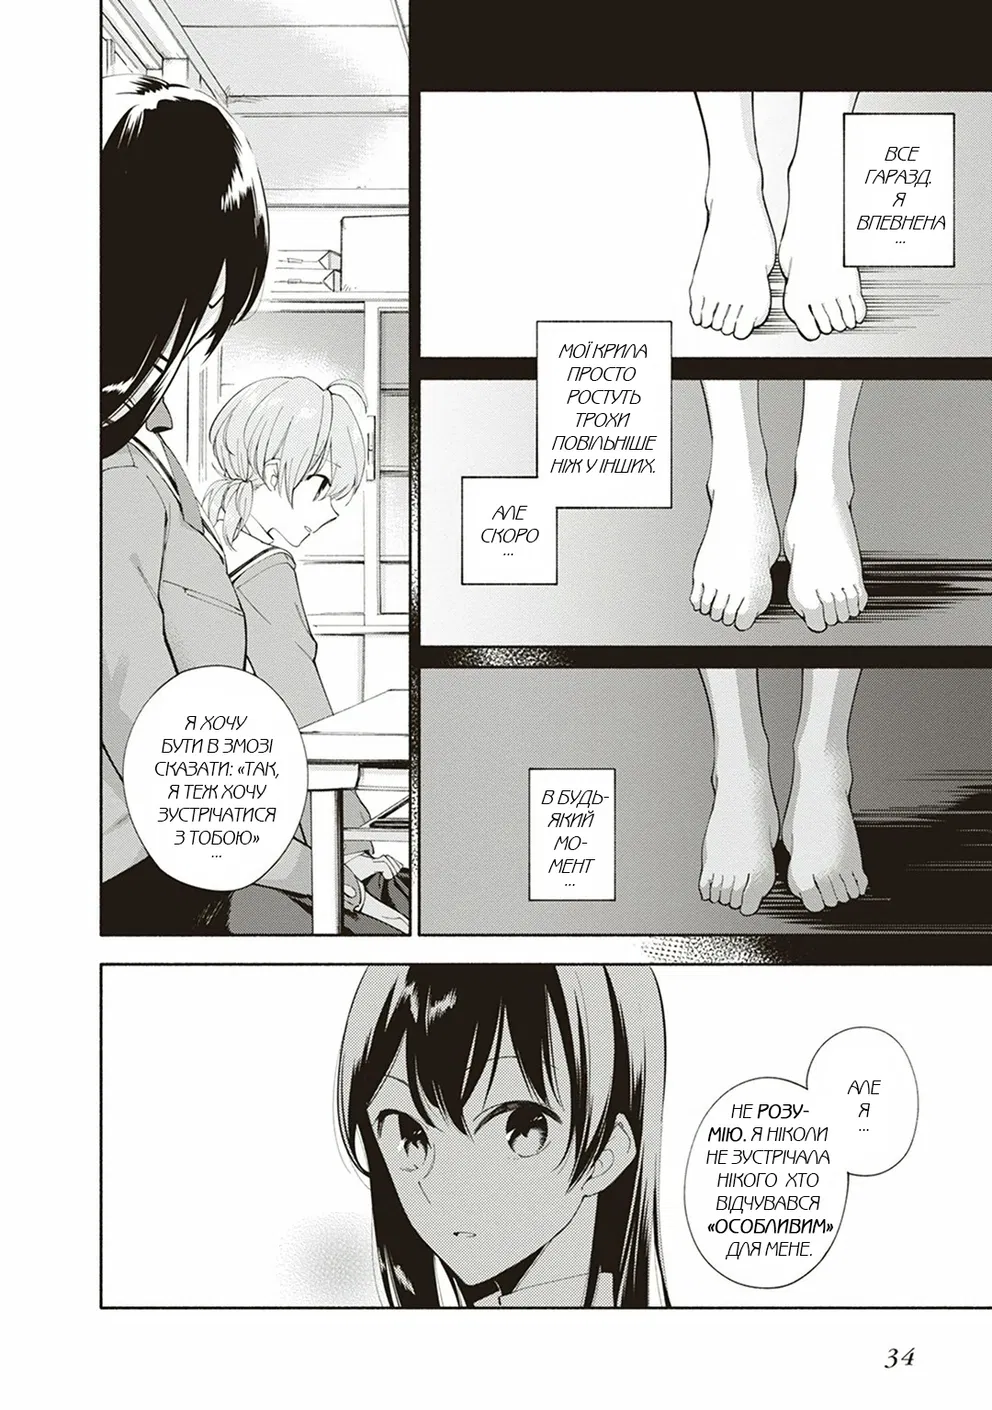 ВСЕ
ГАРАЗД.
Я
ВПЕВНЕНА
...
МОЇ КРИЛА
ПРОСТО
РОСТУТЬ
ТРОХИ
ПОВІЛЬНІШЕ
НІЖ У ІНШИХ.
АЛЕ
СКОРО
...
В БУДЬ-
ЯКИЙ
МО-
МЕНТ
...
Я ХОЧУ
БУТИ В ЗМОЗІ
СКАЗАТИ: «ТАК,
Я ТЕЖ ХОЧУ
ЗУСТРІЧАТИСЯ
З ТОБОЮ»
...
АЛЕ
Я
...
НЕ РОЗУ-
МІЮ. Я НІКОЛИ
НЕ ЗУСТРІЧАЛА
НІКОГО ХТО
ВІДЧУВАВСЯ
«ОСОБЛИВИМ»
ДЛЯ МЕНЕ.
34